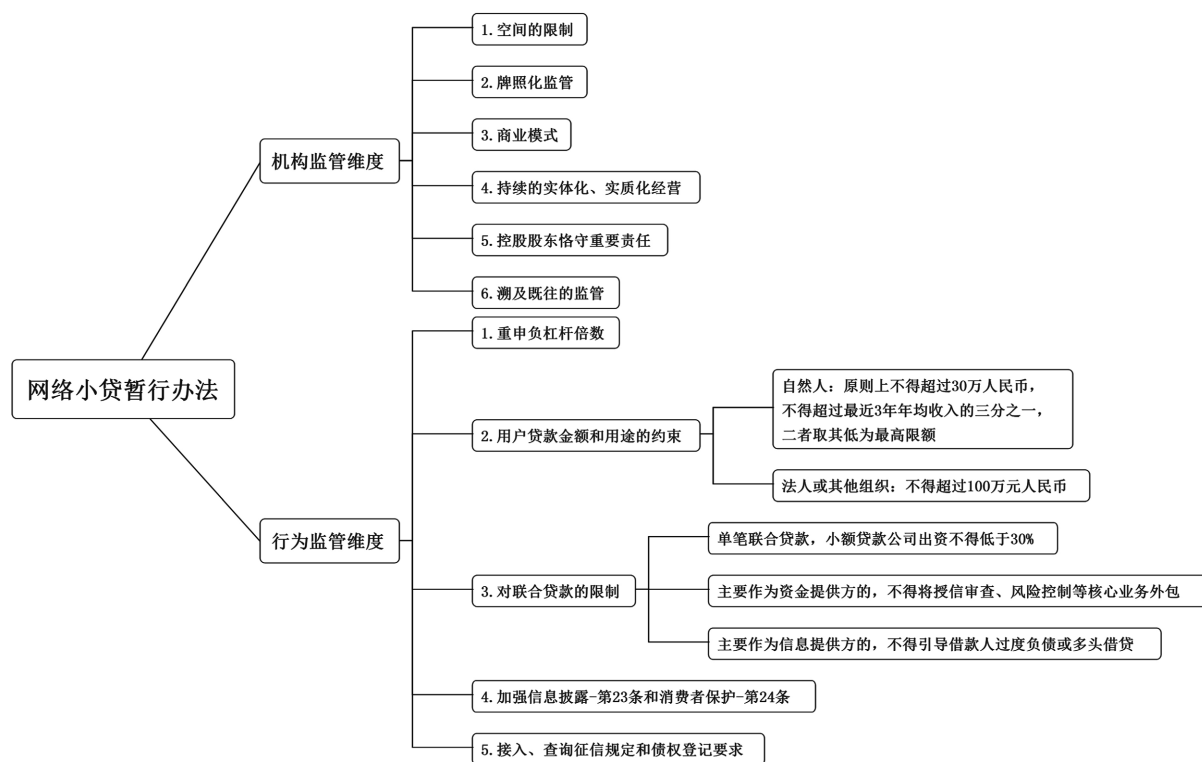 网络小贷暂行办法
机构监管维度
1.空间的限制
2.牌照化监管
3.商业模式
4.持续的实体化、实质化经营
5.控股股东恪守重要责任
6.溯及既往的监管
行为监管维度
1.重申负杠杆倍数
2.用户贷款金额和用途的约束
自然人：原则上不得超过30万人民币，
不得超过最近3年年均收入的三分之一，
二者取其低为最高限额
法人或其他组织：不得超过100万元人民币
3.对联合贷款的限制
单笔联合贷款，小额贷款公司出资不得低于30%
主要作为资金提供方的，不得将授信审查、风险控制等核心业务外包
主要作为信息提供方的，不得引导借款人过度负债或多头借贷
4.加强信息披露-第23条和消费者保护-第24条
5.接入、查询征信规定和债权登记要求